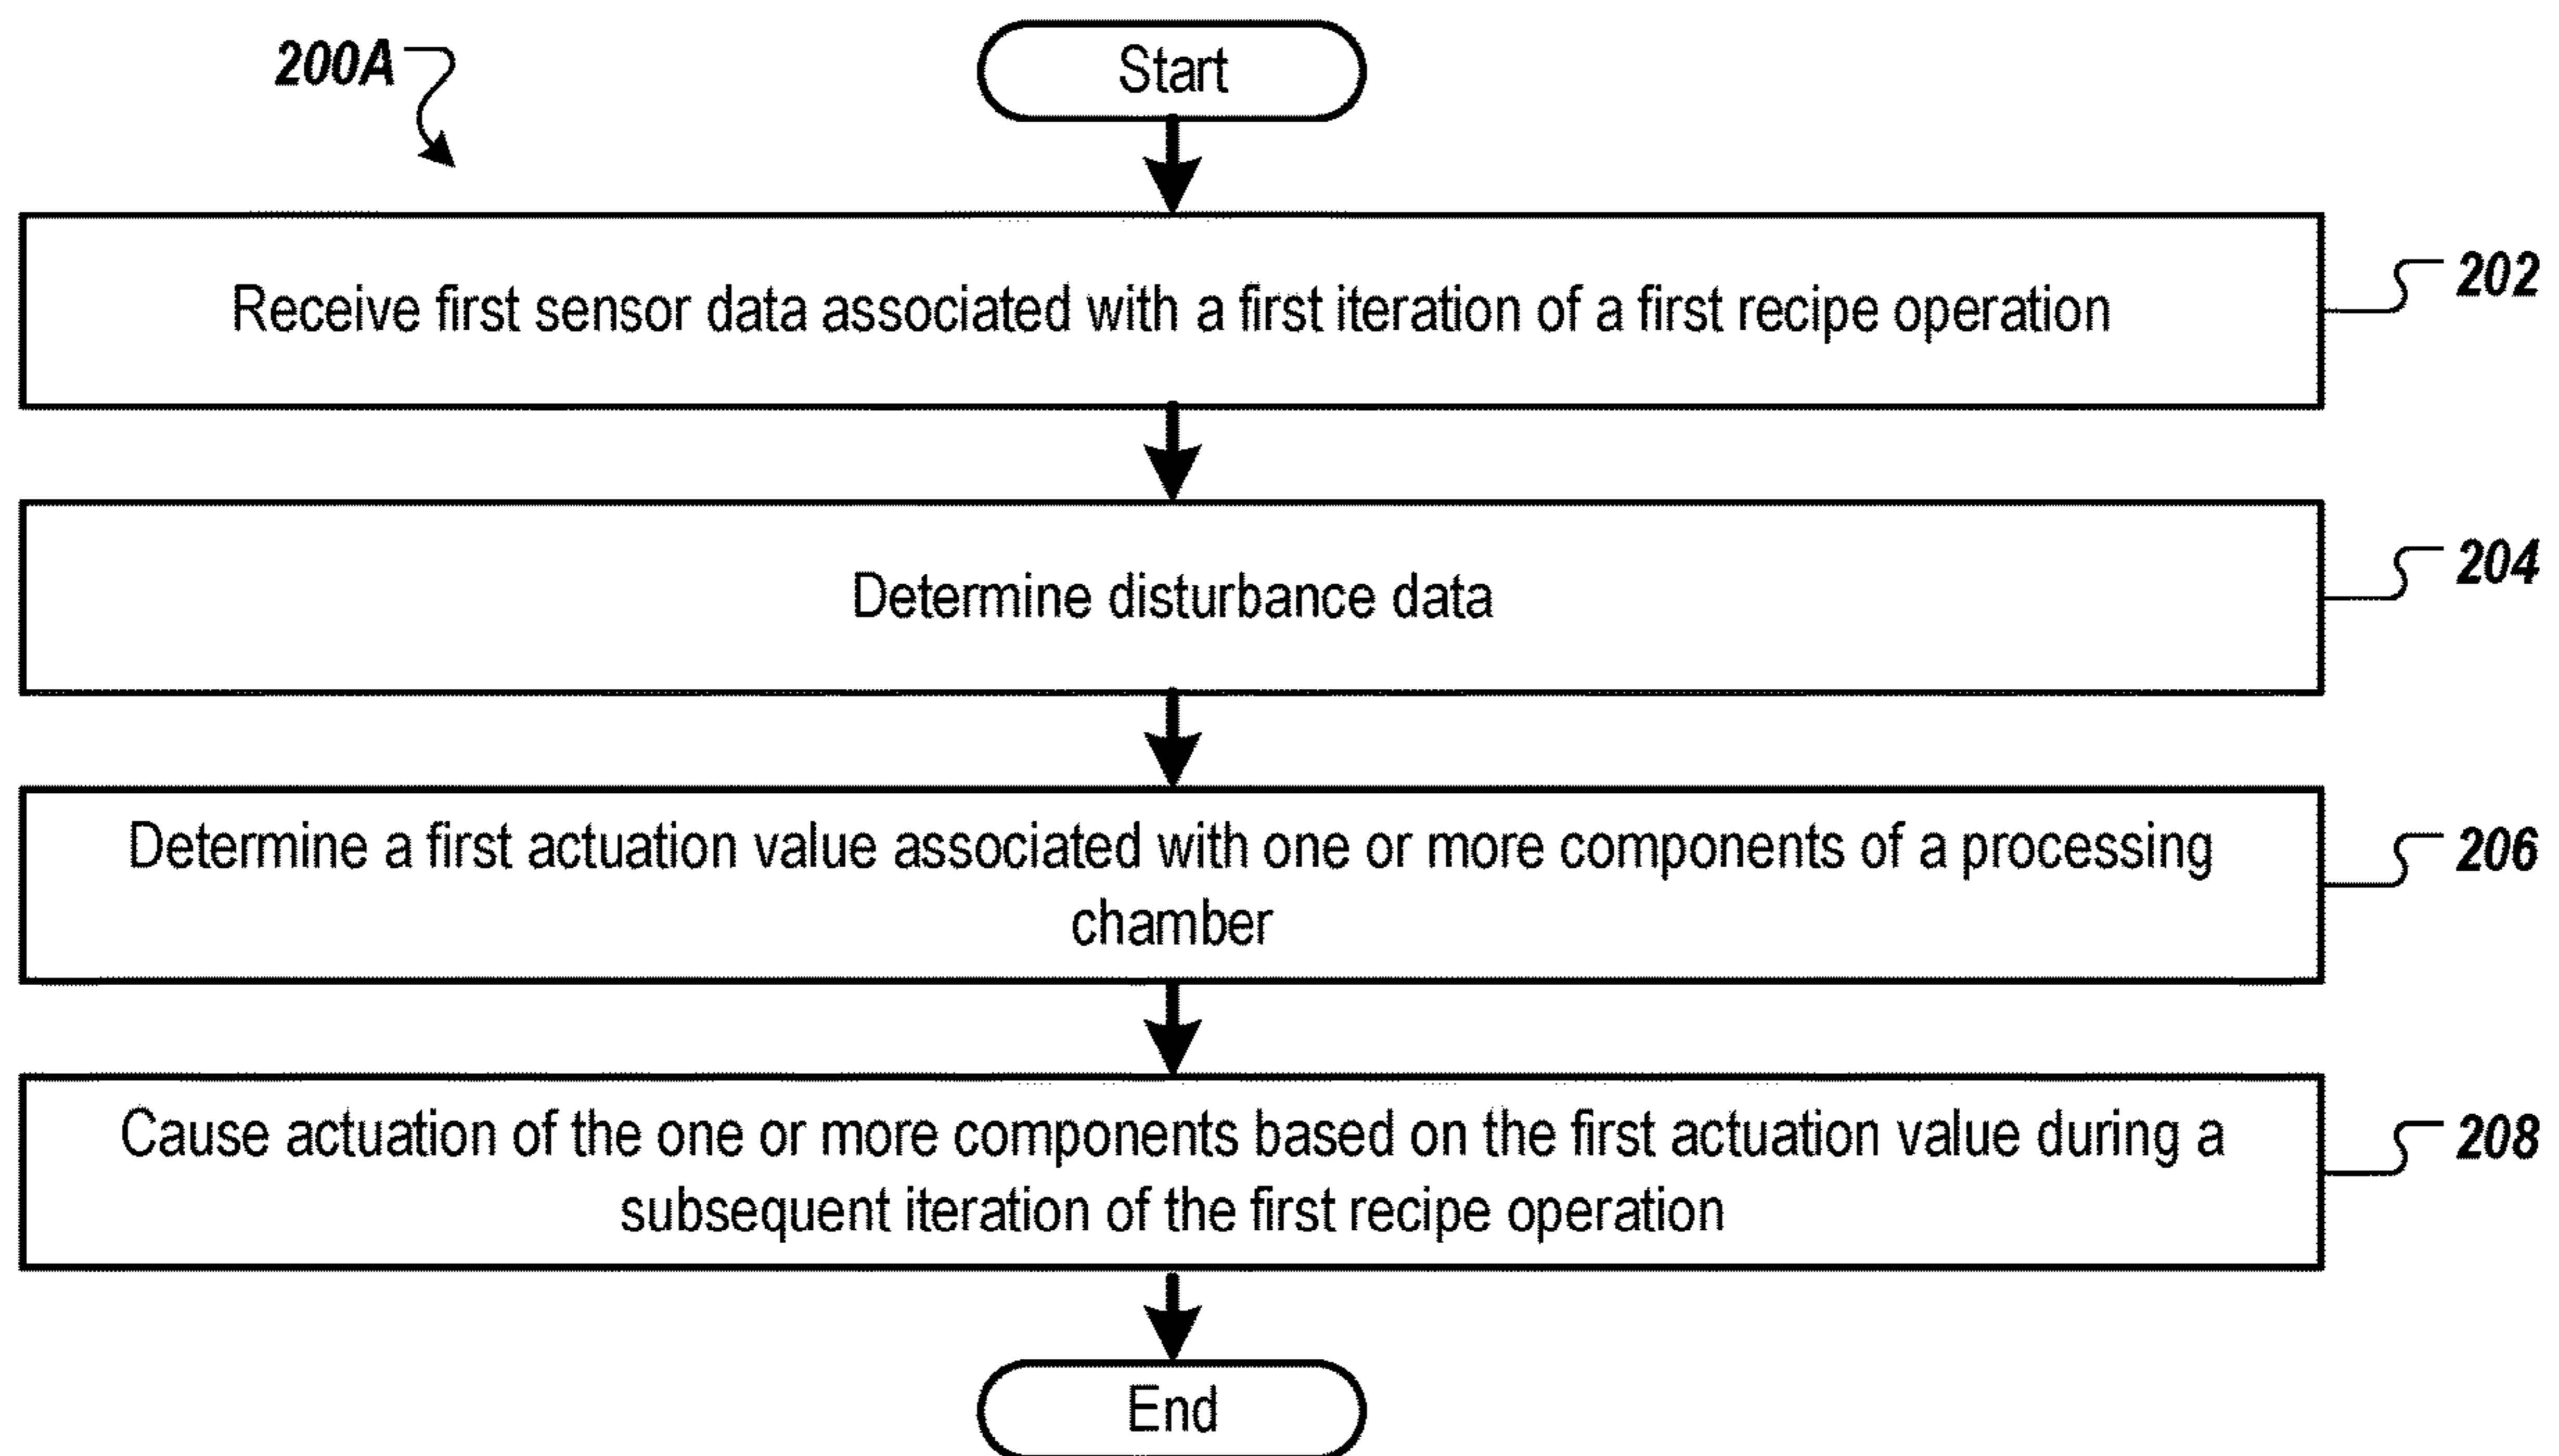 200A
Start
Receive first sensor data associated with a first iteration of a first recipe operation
202
Determine disturbance data
204
Determine a first actuation value associated with one or more components of a processing
chamber
206
Cause actuation of the one or more components based on the first actuation value during a
subsequent iteration of the first recipe operation
208
End